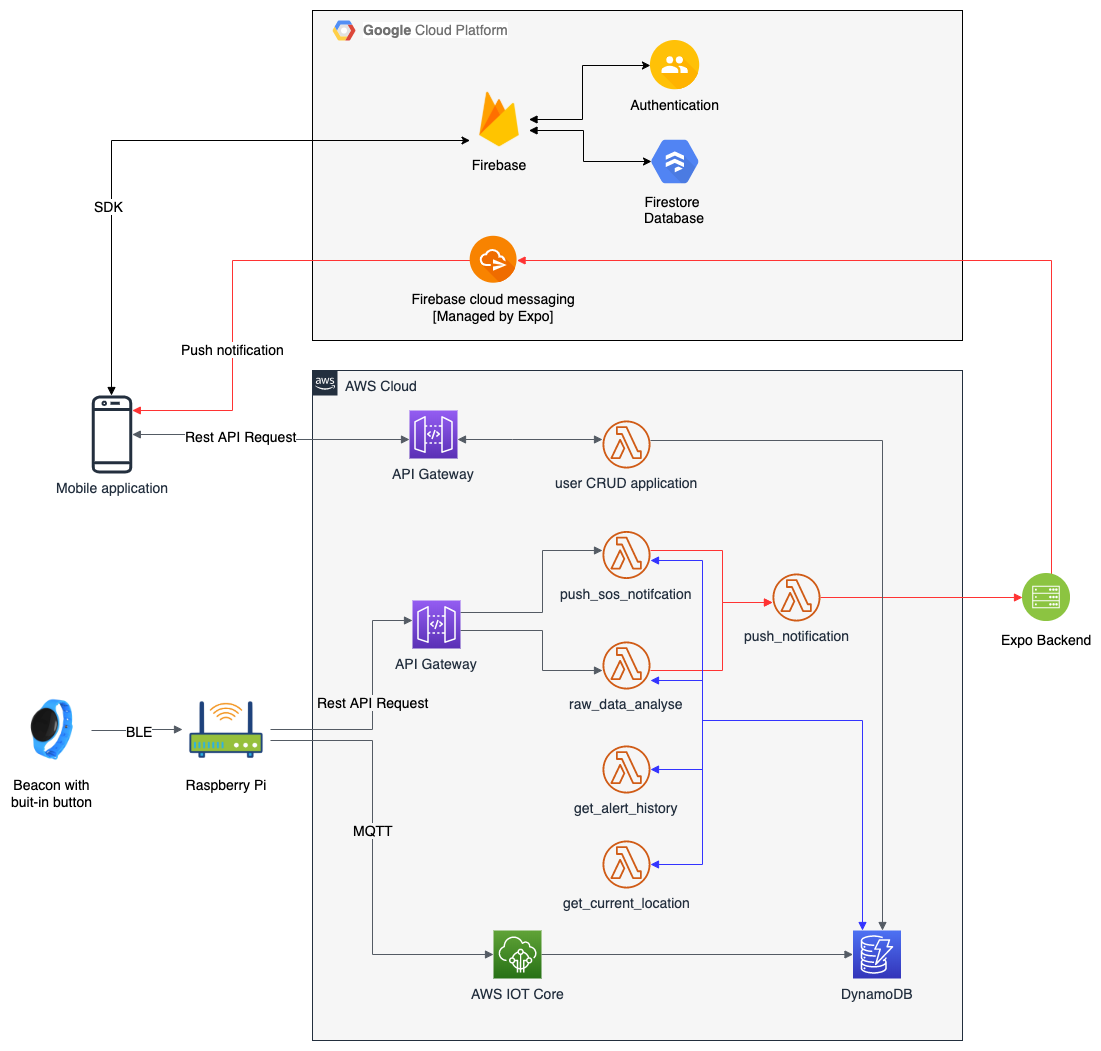 Google Cloud Platform
Authentication
Firebase
Firestore
Database
SDK
Firebase cloud messaging
[Managed by Expo]
Push notification
aws
AWS Cloud
Rest API Request
API Gateway
user CRUD application
Mobile application
push_sos_notifcation
push_notification
Expo Backend
API Gateway
Rest API Request
raw_data_analyse
BLE
Beacon with
buit-in button
Raspberry Pi
get_alert_history
MQTT
get_current_location
AWS IOT Core
DynamoDB